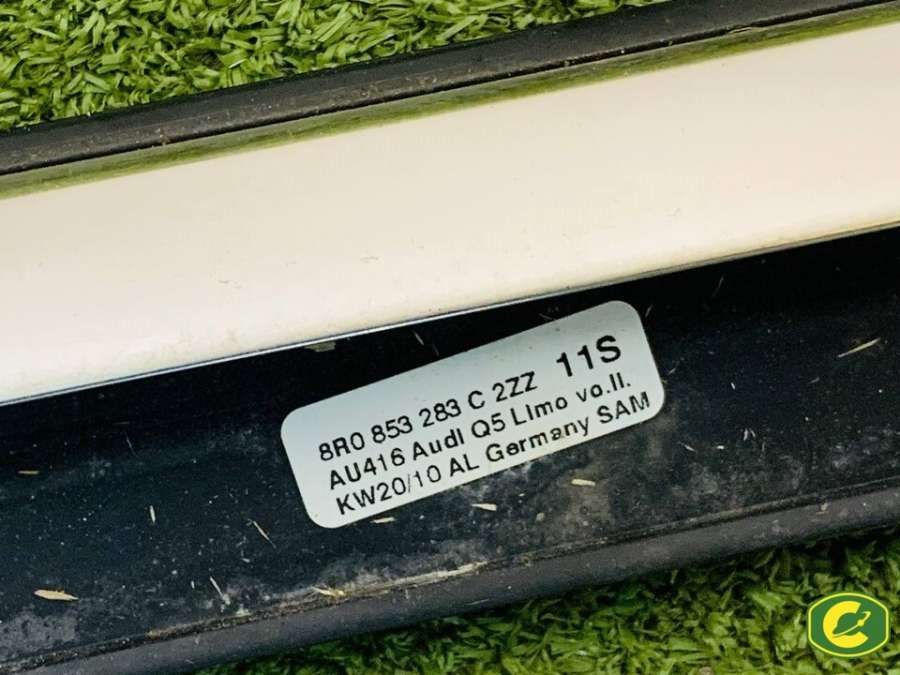 8R0 853 283 C 2ZZ 11S
AU416 Audi Q5 Limo vo.li.
KW20/10 AL Germany SAM